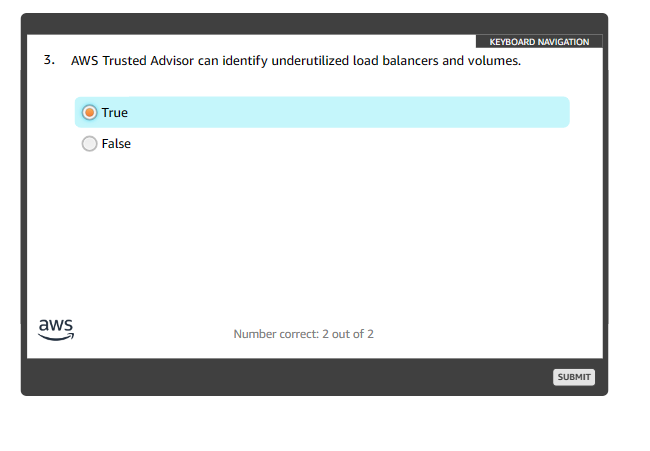 KEYBOARD NAVIGATION
3. AWS Trusted Advisor can identify underutilized load balancers and volumes.
True
False
aws
Number correct: 2 out of 2
SUBMIT